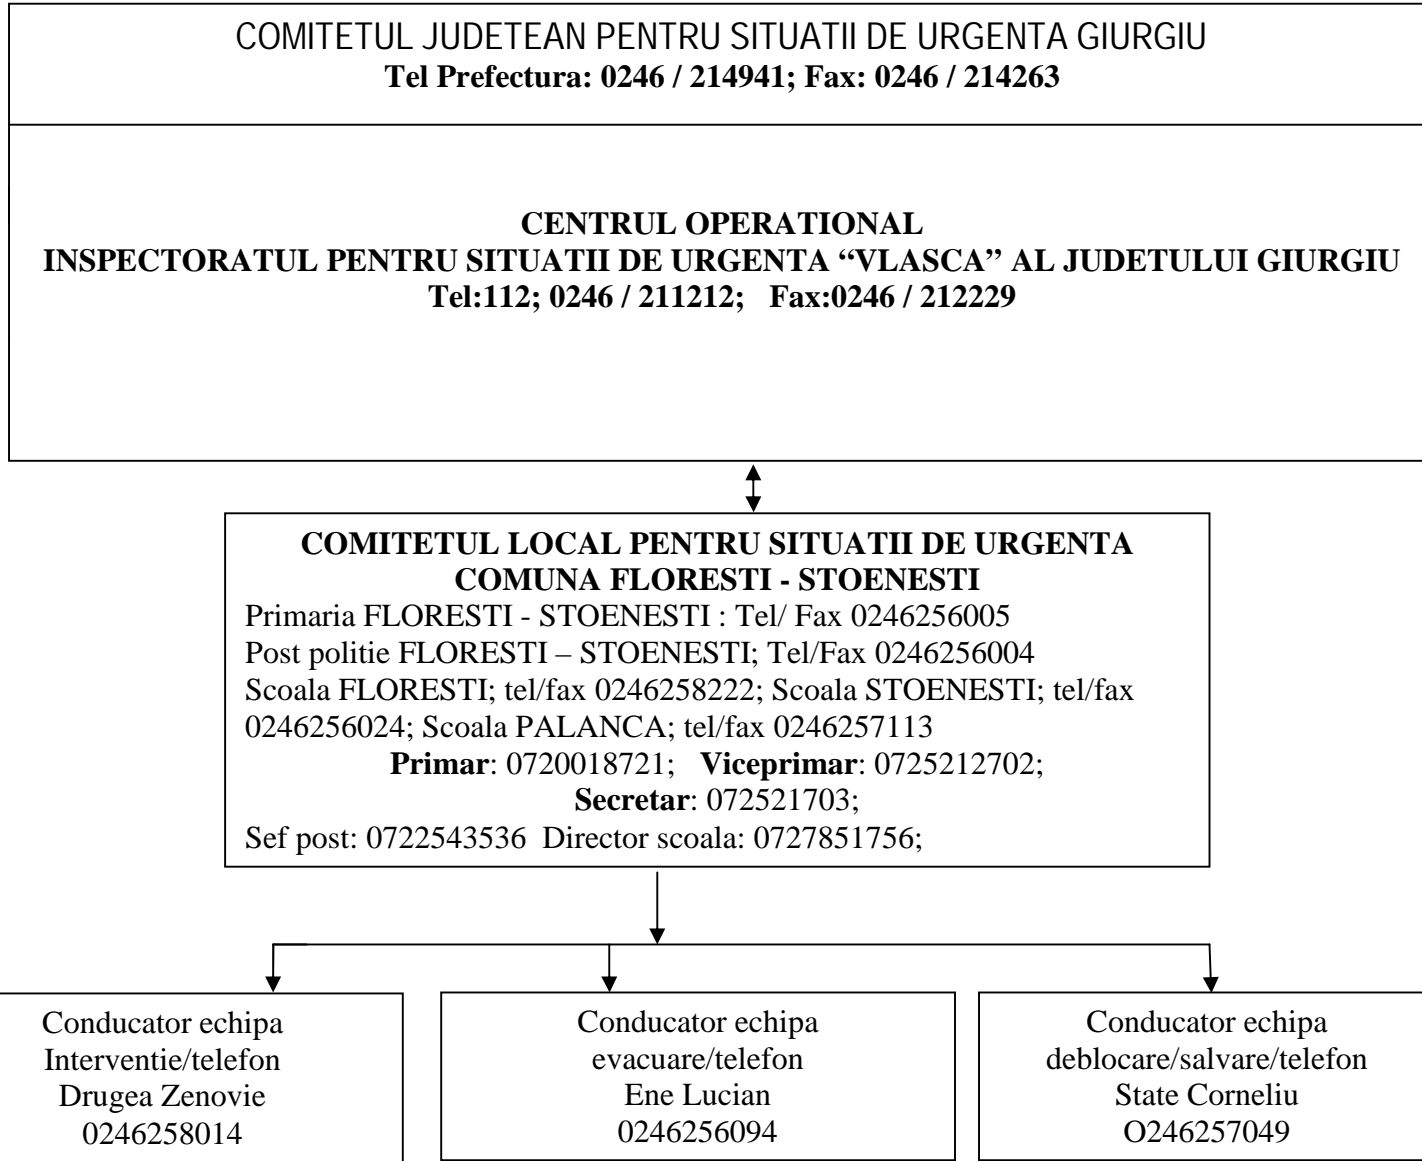 COMITETUL JUDETEAN PENTRU SITUATII DE URGENTA GIURGIU
Tel Prefectura: 0246 / 214941; Fax: 0246 / 214263
CENTRUL OPERATIONAL
INSPECTORATUL PENTRU SITUATII DE URGENTA “VLASCA” AL JUDETULUI GIURGIU
Tel:112; 0246 / 211212; Fax:0246 / 212229
COMITETUL LOCAL PENTRU SITUATII DE URGENTA
COMUNA FLORESTI - STOENESTI
Primaria FLORESTI - STOENESTI : Tel/ Fax 0246256005
Post politie FLORESTI – STOENESTI; Tel/Fax 0246256004
Scoala FLORESTI; tel/fax 0246258222; Scoala STOENESTI; tel/fax
0246256024; Scoala PALANCA; tel/fax 0246257113
Primar: 0720018721; Viceprimar: 0725212702;
Secretar: 072521703;
Sef post: 0722543536 Director scoala: 0727851756;
Conducator echipa
Interventie/telefon
Drugea Zenovie
0246258014
Conducator echipa
evacuare/telefon
Ene Lucian
0246256094
Conducator echipa
deblocare/salvare/telefon
State Corneliu
O246257049